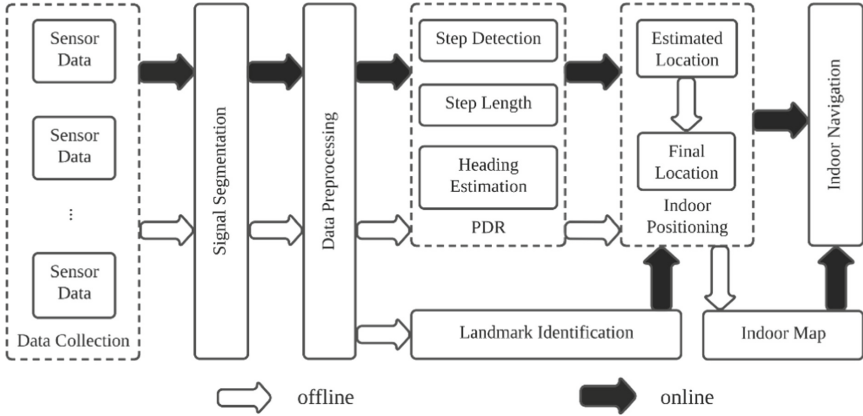 Sensor
Data
Sensor
Data
...
Sensor
Data
Data Collection
Signal Segmentation
Data Preprocessing
Step Detection
Step Length
Heading
Estimation
PDR
Estimated
Location
Final
Location
Indoor
Positioning
Indoor Navigation
Landmark Identification
Indoor Map
offline
online